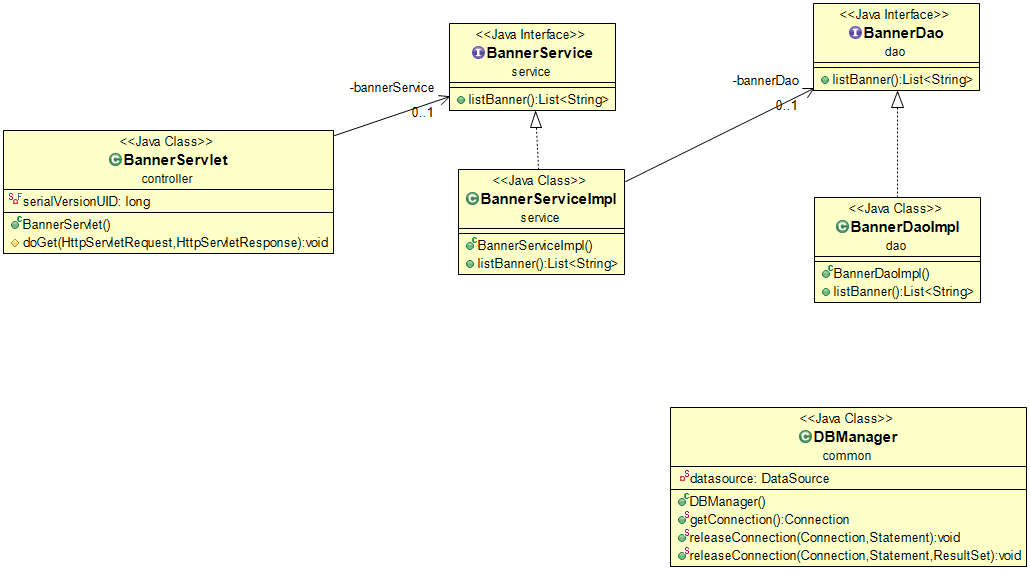 <<Java Interface>>
BannerDao
dao
listBanner():List<String>
<<Java Interface>>
BannerService
service
listBanner():List<String>
-bannerService
0..1
-bannerDao
0..1
<<Java Class>>
BannerServlet
controller
serialVersionUID: long
BannerServlet()
doGet(HttpServletRequest,HttpServletResponse):void
<<Java Class>>
BannerServiceImpl
service
BannerServiceImpl()
listBanner():List<String>
<<Java Class>>
BannerDaoImpl
dao
BannerDaoImpl()
listBanner():List<String>
<<Java Class>>
DBManager
common
datasource: DataSource
DBManager()
getConnection():Connection
releaseConnection(Connection,Statement):void
releaseConnection(Connection,Statement,ResultSet):void